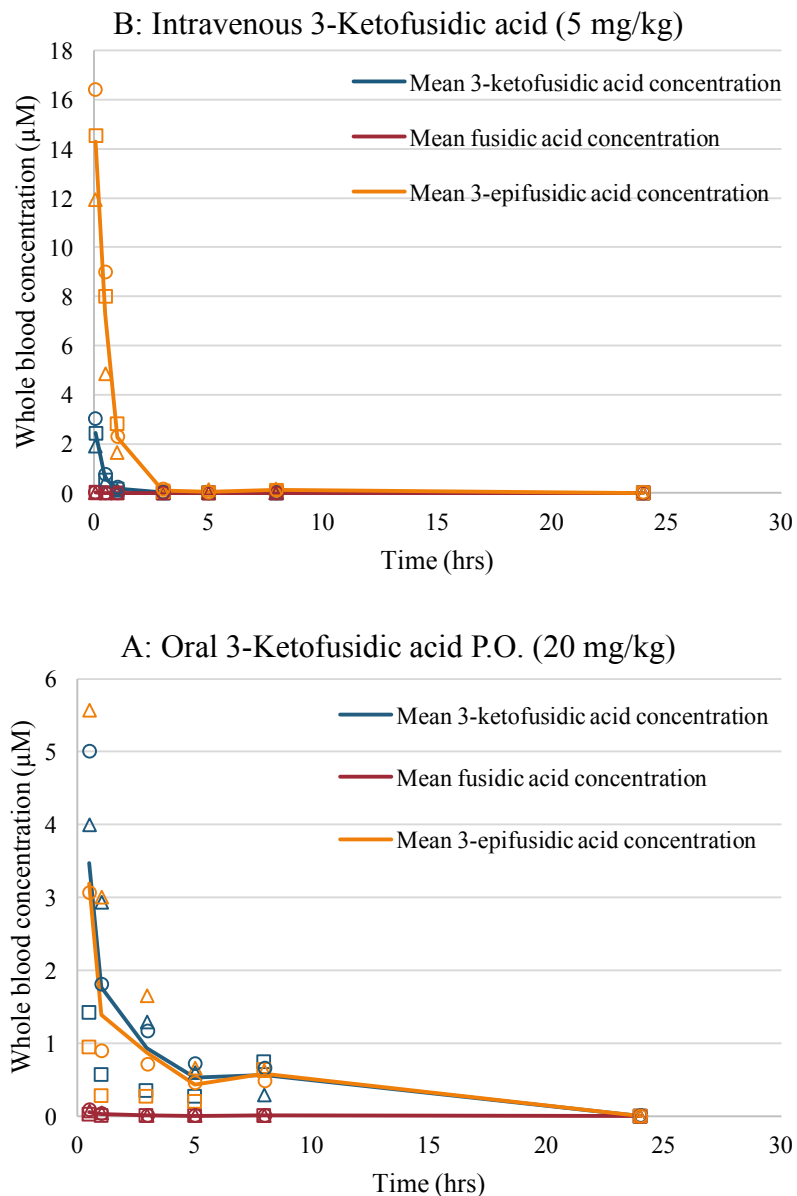 B: Intravenous 3-Ketofusidic acid (5 mg/kg)
18
16
14
12
10
8
6
4
2
0
Whole blood concentration (µM)
Mean 3-ketofusidic acid concentration
Mean fusidic acid concentration
Mean 3-epifusidic acid concentration
0 5 10 15 20 25 30
Time (hrs)
A: Oral 3-Ketofusidic acid P.O. (20 mg/kg)
6
5
4
3
2
1
0
Whole blood concentration (µM)
Mean 3-ketofusidic acid concentration
Mean fusidic acid concentration
Mean 3-epifusidic acid concentration
0 5 10 15 20 25 30
Time (hrs)